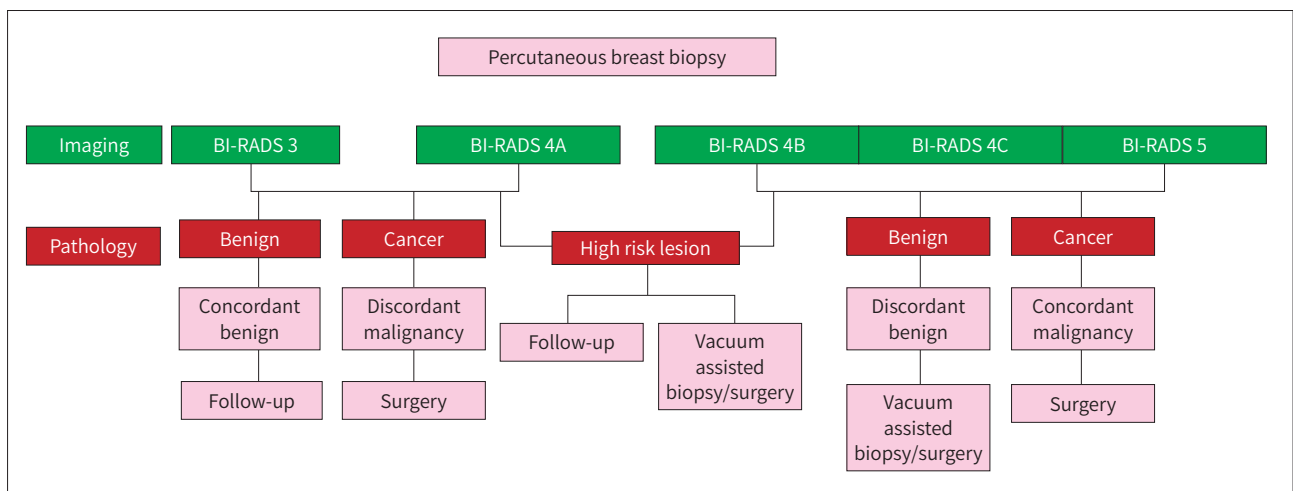 Percutaneous breast biopsy
Imaging
BI-RADS 3
BI-RADS 4A
BI-RADS 4B
BI-RADS 4C
BI-RADS 5
Pathology
Benign
Cancer
High risk lesion
Benign
Cancer
Concordant
benign
Discordant
malignancy
Follow-up
Vacuum
assisted
biopsy/surgery
Discordant
benign
Concordant
malignancy
Follow-up
Surgery
Vacuum
assisted
biopsy/surgery
Surgery